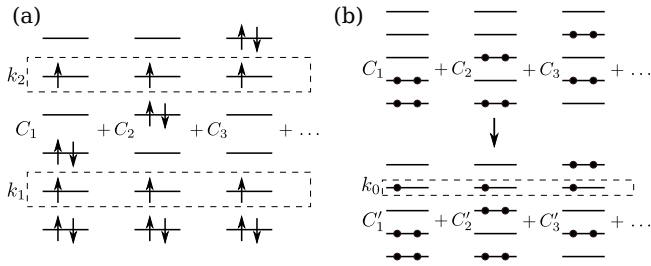 (a)
k₂
C₁ + C₂ + C₃ + …
k₁
(b)
C₁ + C₂ + C₃ + …
k₀
C′₁ + C′₂ + C′₃ + …